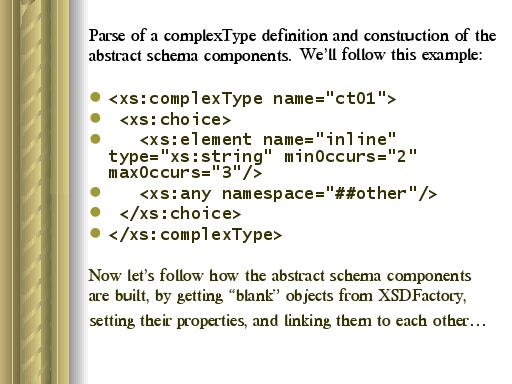 Parse of a complexType definition and construction of the
abstract schema components. We'll follow this example:
<xs:complexType name="ct01">
<xs:choice>
<xs:element name="inline"
type="xs:string" minOccurs="2"
maxOccurs="3"/>
<xs:any namespace="##other"/>
</xs:choice>
</xs:complexType>
Now let's follow how the abstract schema components
are built, by getting “blank” objects from XSDFactory,
setting their properties, and linking them to each other…